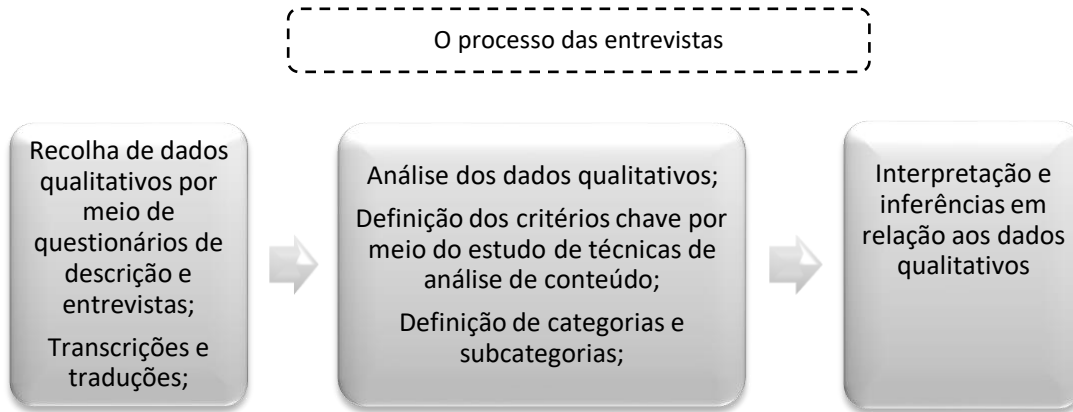 O processo das entrevistas
Recolha de dados
qualitativos por
meio de
questionários de
descrição e
entrevistas;
Transcrições e
traduções;
Análise dos dados qualitativos;
Definição dos critérios chave por
meio do estudo de técnicas de
análise de conteúdo;
Definição de categorias e
subcategorias;
Interpretação e
inferências em
relação aos dados
qualitativos